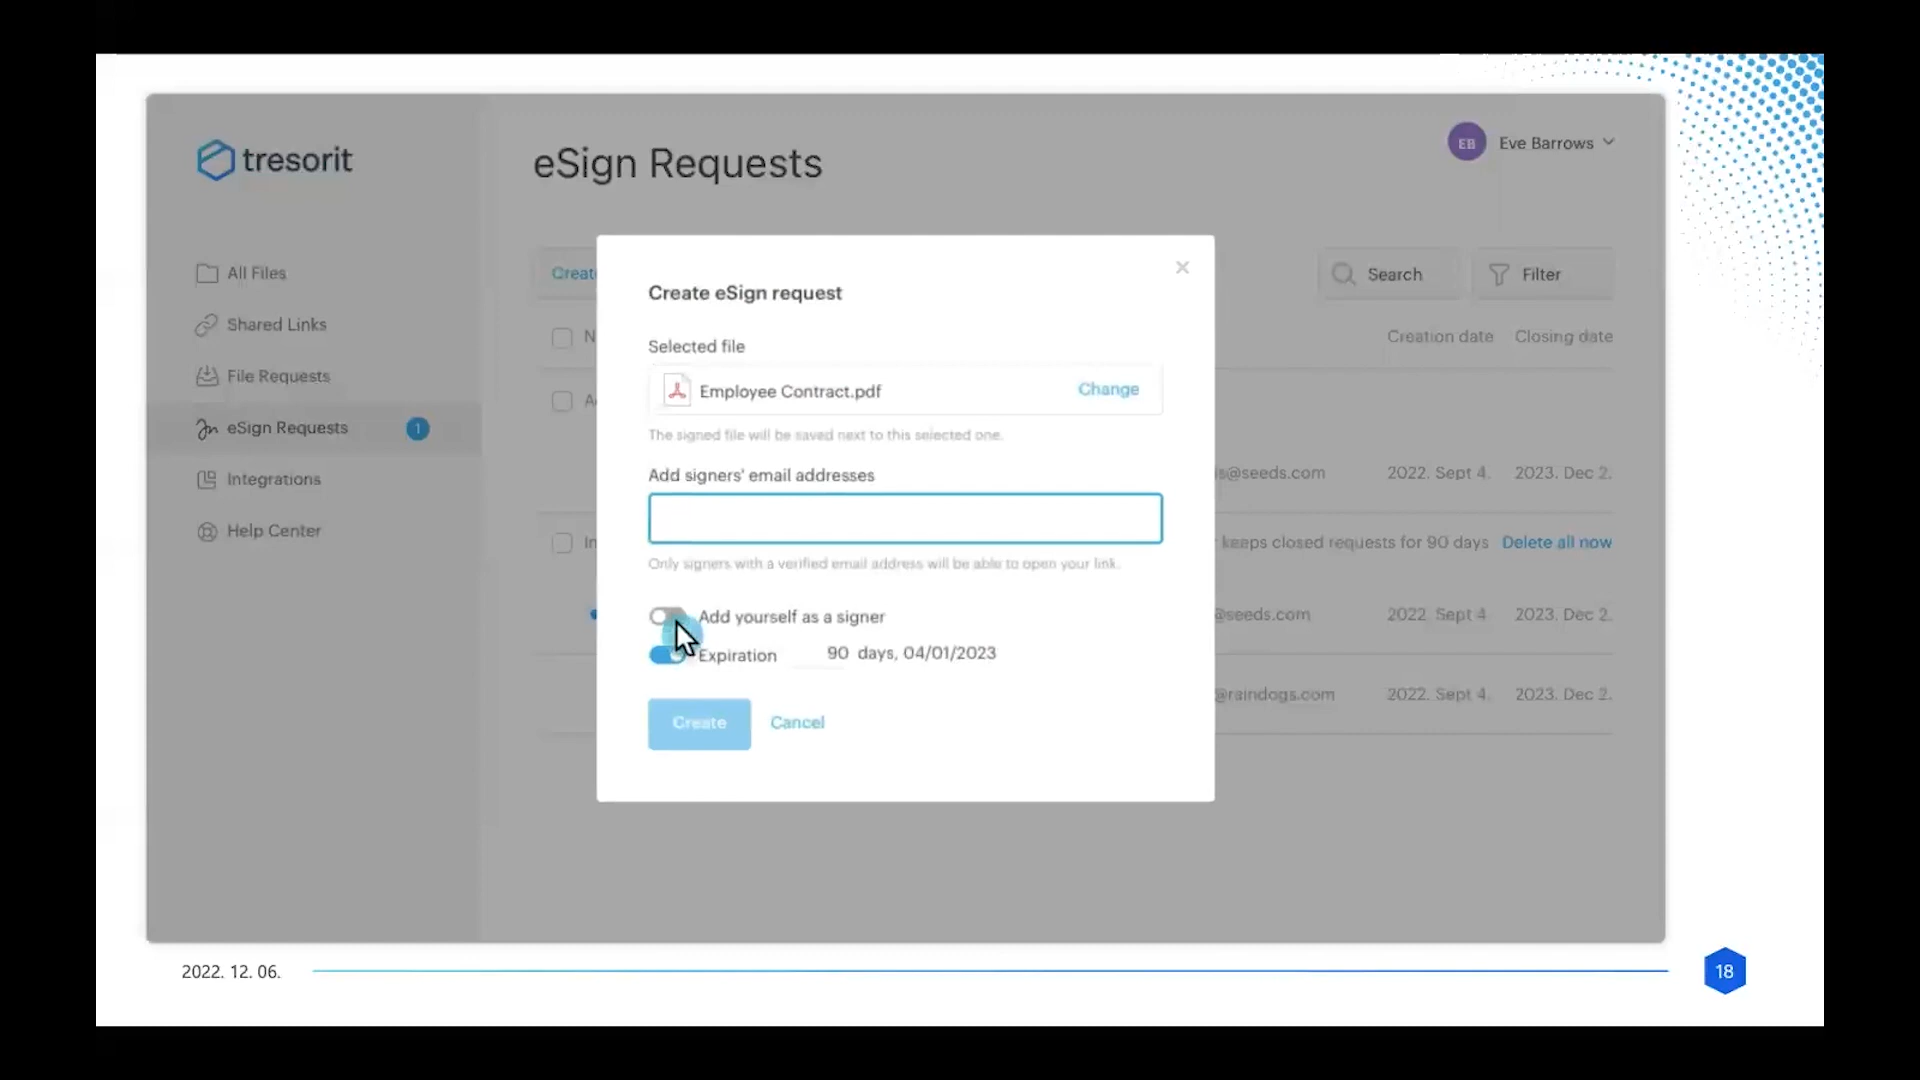 tresorit
eSign Requests
EB
Eve Barrows
All Files
Shared Links
File Requests
eSign Requests
1
Integrations
Help Center
Search
Filter
Creation date
Closing date
Create eSign request
Selected file
Employee Contract.pdf
Change
The signed file will be saved next to this selected one.
Add signers' email addresses
Only signers with a verified email address will be able to open your link.
Add yourself as a signer
Expiration 90 days, 04/01/2023
Create
Cancel
s@seeds.com 2022. Sept 4. 2023. Dec 2.
keeps closed requests for 90 days Delete all now
@seeds.com 2022. Sept 4 2023. Dec 2.
@raindogs.com 2022. Sept 4. 2023. Dec 2.
2022. 12. 06.
18